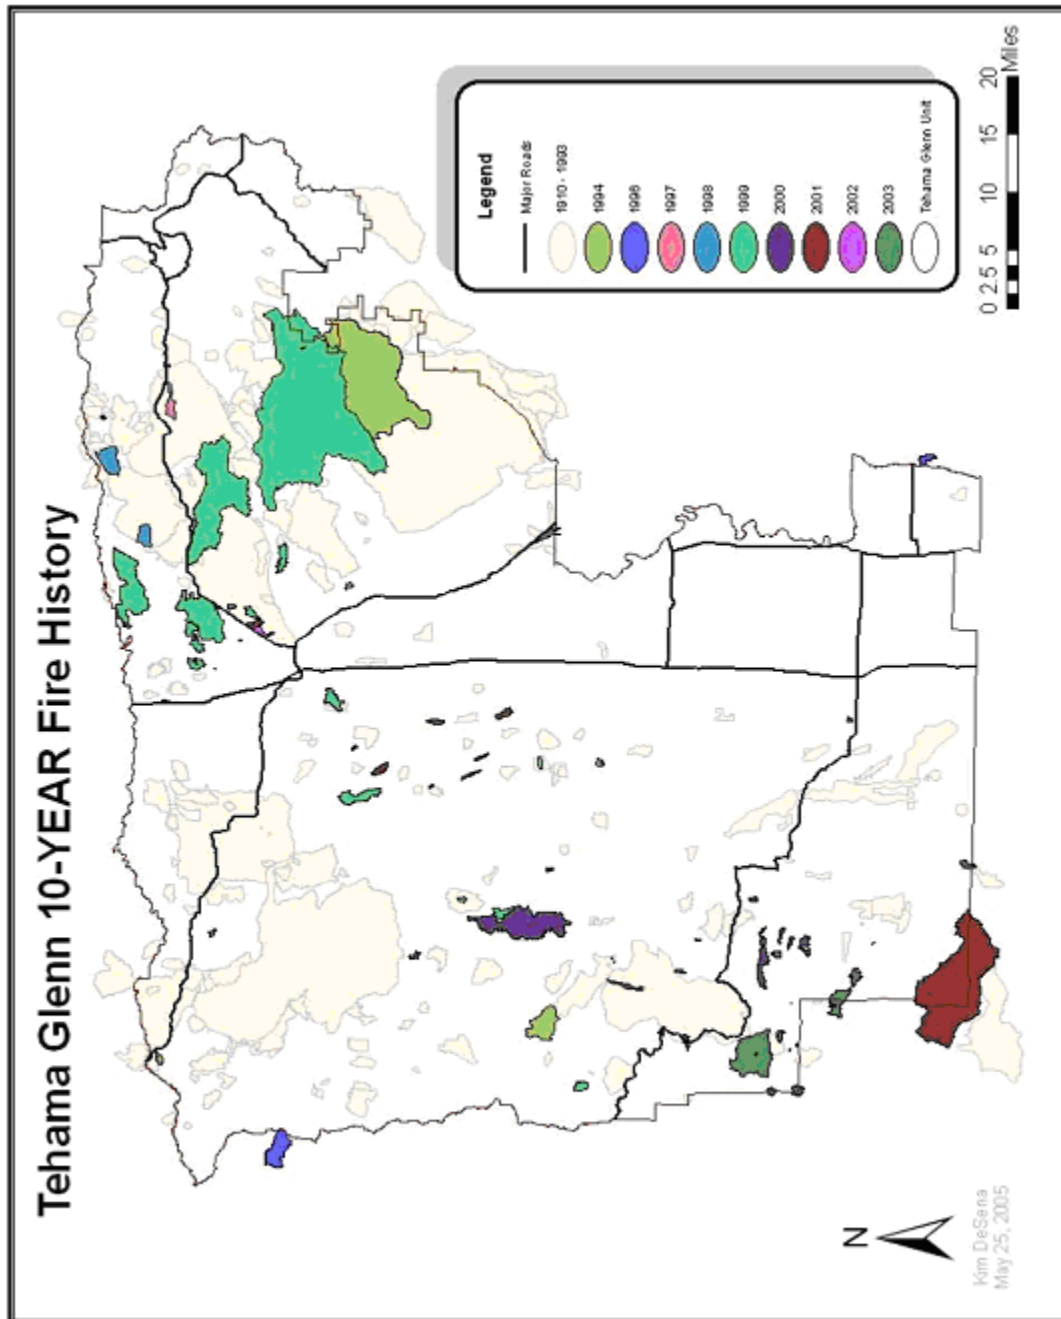 Tehama Glenn 10-YEAR Fire History
Legend
Major Roads
1910 - 1993
1994
1996
1997
1998
1999
2000
2001
2002
2003
Tehama Glenn Unit
0 2.5 5 10 15 20
Miles
N
Kim DeSena
May 25, 2005